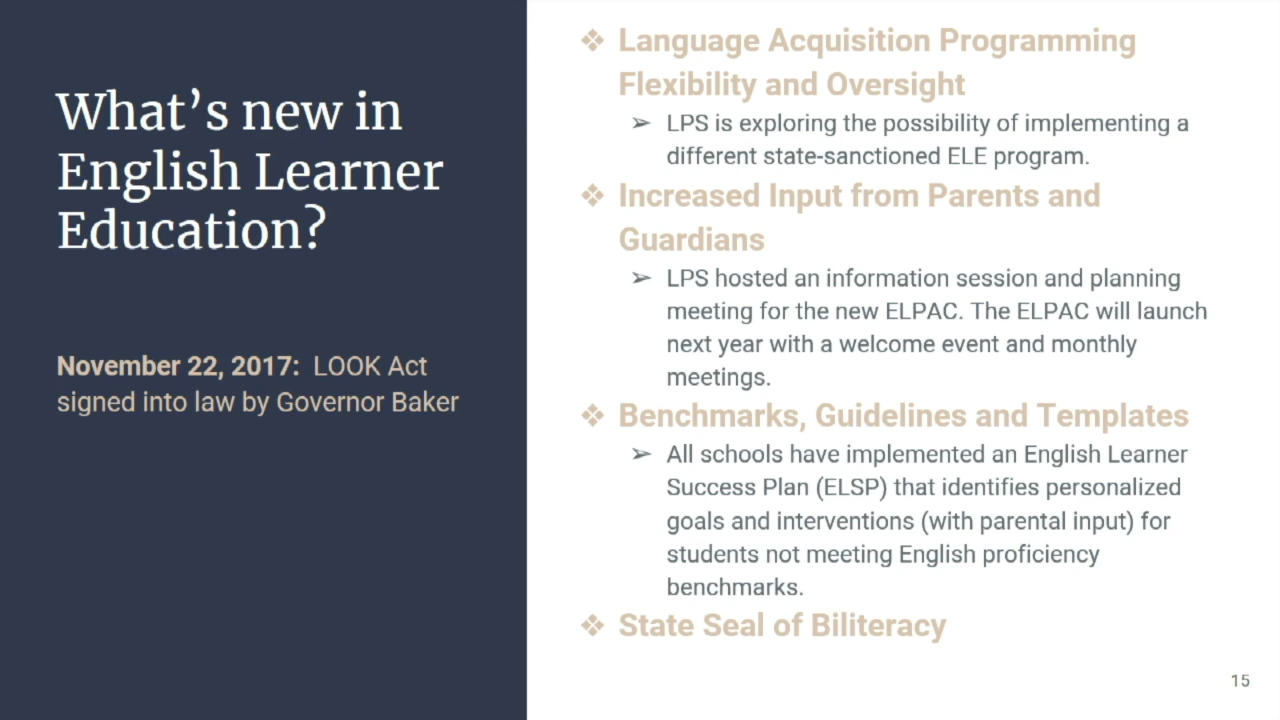 What's new in
English Learner
Education?
November 22, 2017: LOOK Act
signed into law by Governor Baker
❖ Language Acquisition Programming
Flexibility and Oversight
➢ LPS is exploring the possibility of implementing a
different state-sanctioned ELE program.
❖ Increased Input from Parents and
Guardians
➢ LPS hosted an information session and planning
meeting for the new ELPAC. The ELPAC will launch
next year with a welcome event and monthly
meetings.
❖ Benchmarks, Guidelines and Templates
➢ All schools have implemented an English Learner
Success Plan (ELSP) that identifies personalized
goals and interventions (with parental input) for
students not meeting English proficiency
benchmarks.
❖ State Seal of Biliteracy
15